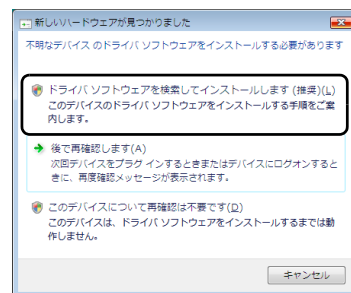 新しいハードウェアが見つかりました
不明なデバイス のドライバ ソフトウェアをインストールする必要があります
ドライバ ソフトウェアを検索してインストールします (推奨)(L)
このデバイスのドライバ ソフトウェアをインストールする手順をご案
内します。
後で再確認します(A)
次回デバイスをプラグ インするときまたはデバイスにログオンすると
きに、再度確認メッセージが表示されます。
このデバイスについて再確認は不要です(D)
このデバイスは、ドライバ ソフトウェアをインストールするまでは動
作しません。
キャンセル